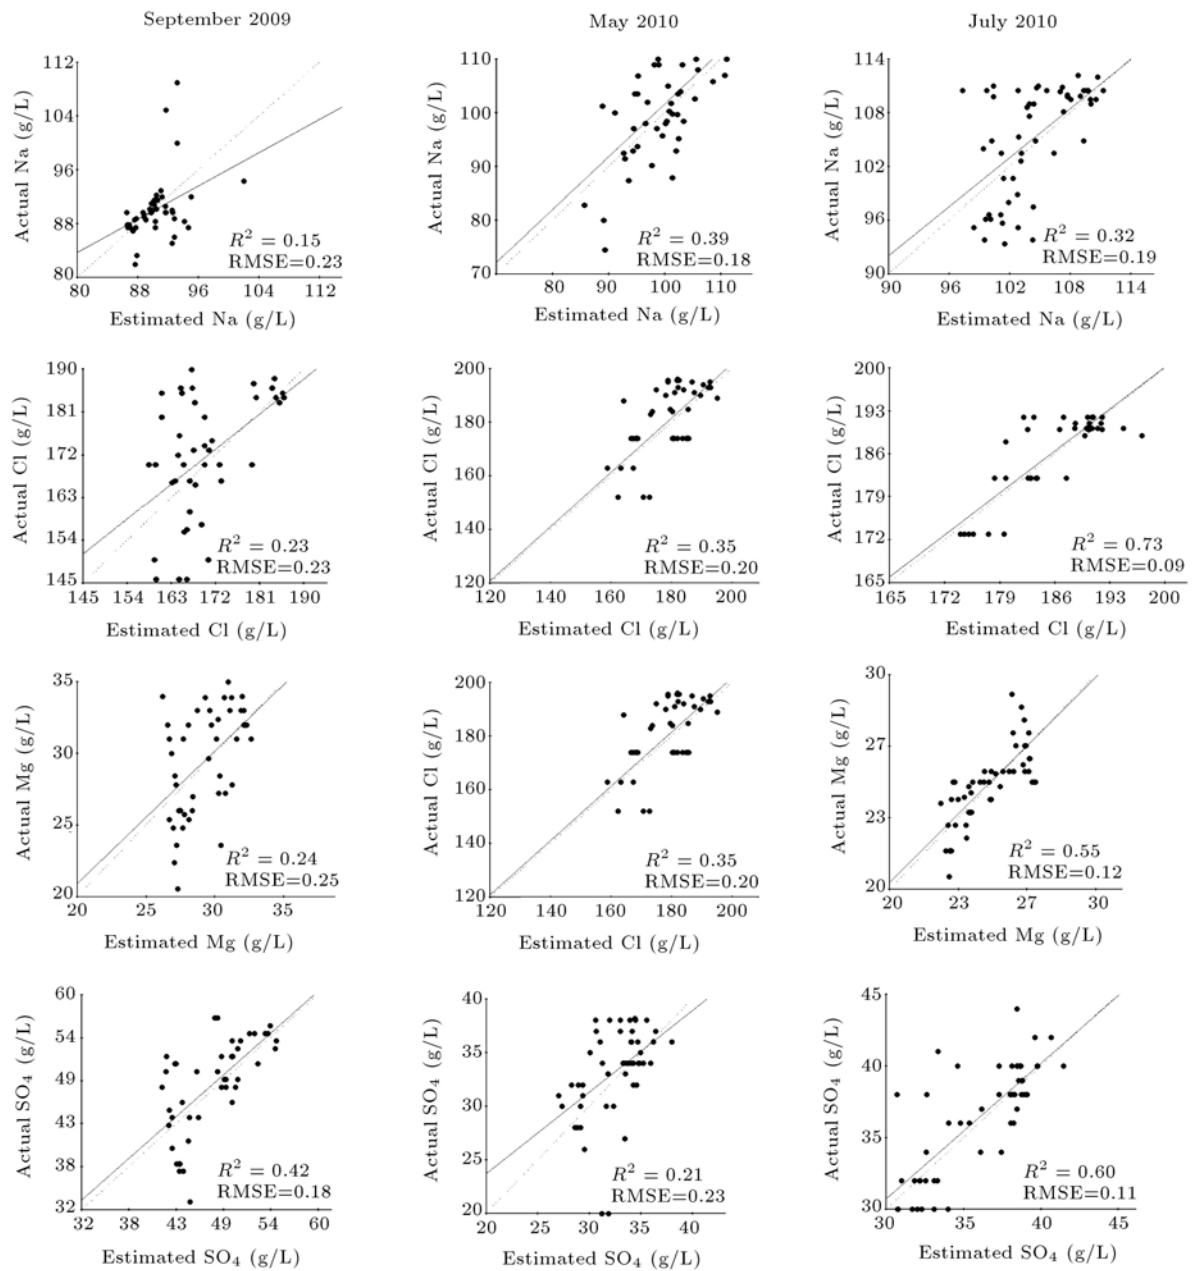 September 2009
May 2010
July 2010
Actual Na (g/L)
112
104
96
88
80
R² = 0.15
RMSE=0.23
80 88 96 104 112
Estimated Na (g/L)
Actual Na (g/L)
110
100
90
80
70
R² = 0.39
RMSE=0.18
80 90 100 110
Estimated Na (g/L)
Actual Na (g/L)
114
108
102
96
90
R² = 0.32
RMSE=0.19
90 96 102 108 114
Estimated Na (g/L)
Actual Cl (g/L)
190
181
172
163
154
145
R² = 0.23
RMSE=0.23
145 154 163 172 181 190
Estimated Cl (g/L)
Actual Cl (g/L)
200
180
160
140
120
R² = 0.35
RMSE=0.20
120 140 160 180 200
Estimated Cl (g/L)
Actual Cl (g/L)
200
193
186
179
172
165
R² = 0.73
RMSE=0.09
165 172 179 186 193 200
Estimated Cl (g/L)
Actual Mg (g/L)
35
30
25
20
R² = 0.24
RMSE=0.25
20 25 30 35
Estimated Mg (g/L)
Actual Cl (g/L)
200
180
160
140
120
R² = 0.35
RMSE=0.20
120 140 160 180 200
Estimated Cl (g/L)
Actual Mg (g/L)
30
27
23
20
R² = 0.55
RMSE=0.12
20 23 27 30
Estimated Mg (g/L)
Actual SO₄ (g/L)
60
54
49
43
38
32
R² = 0.42
RMSE=0.18
32 38 43 49 54 60
Estimated SO₄ (g/L)
Actual SO₄ (g/L)
40
35
30
25
20
R² = 0.21
RMSE=0.23
20 25 30 35 40
Estimated SO₄ (g/L)
Actual SO₄ (g/L)
45
40
35
30
R² = 0.60
RMSE=0.11
30 35 40 45
Estimated SO₄ (g/L)